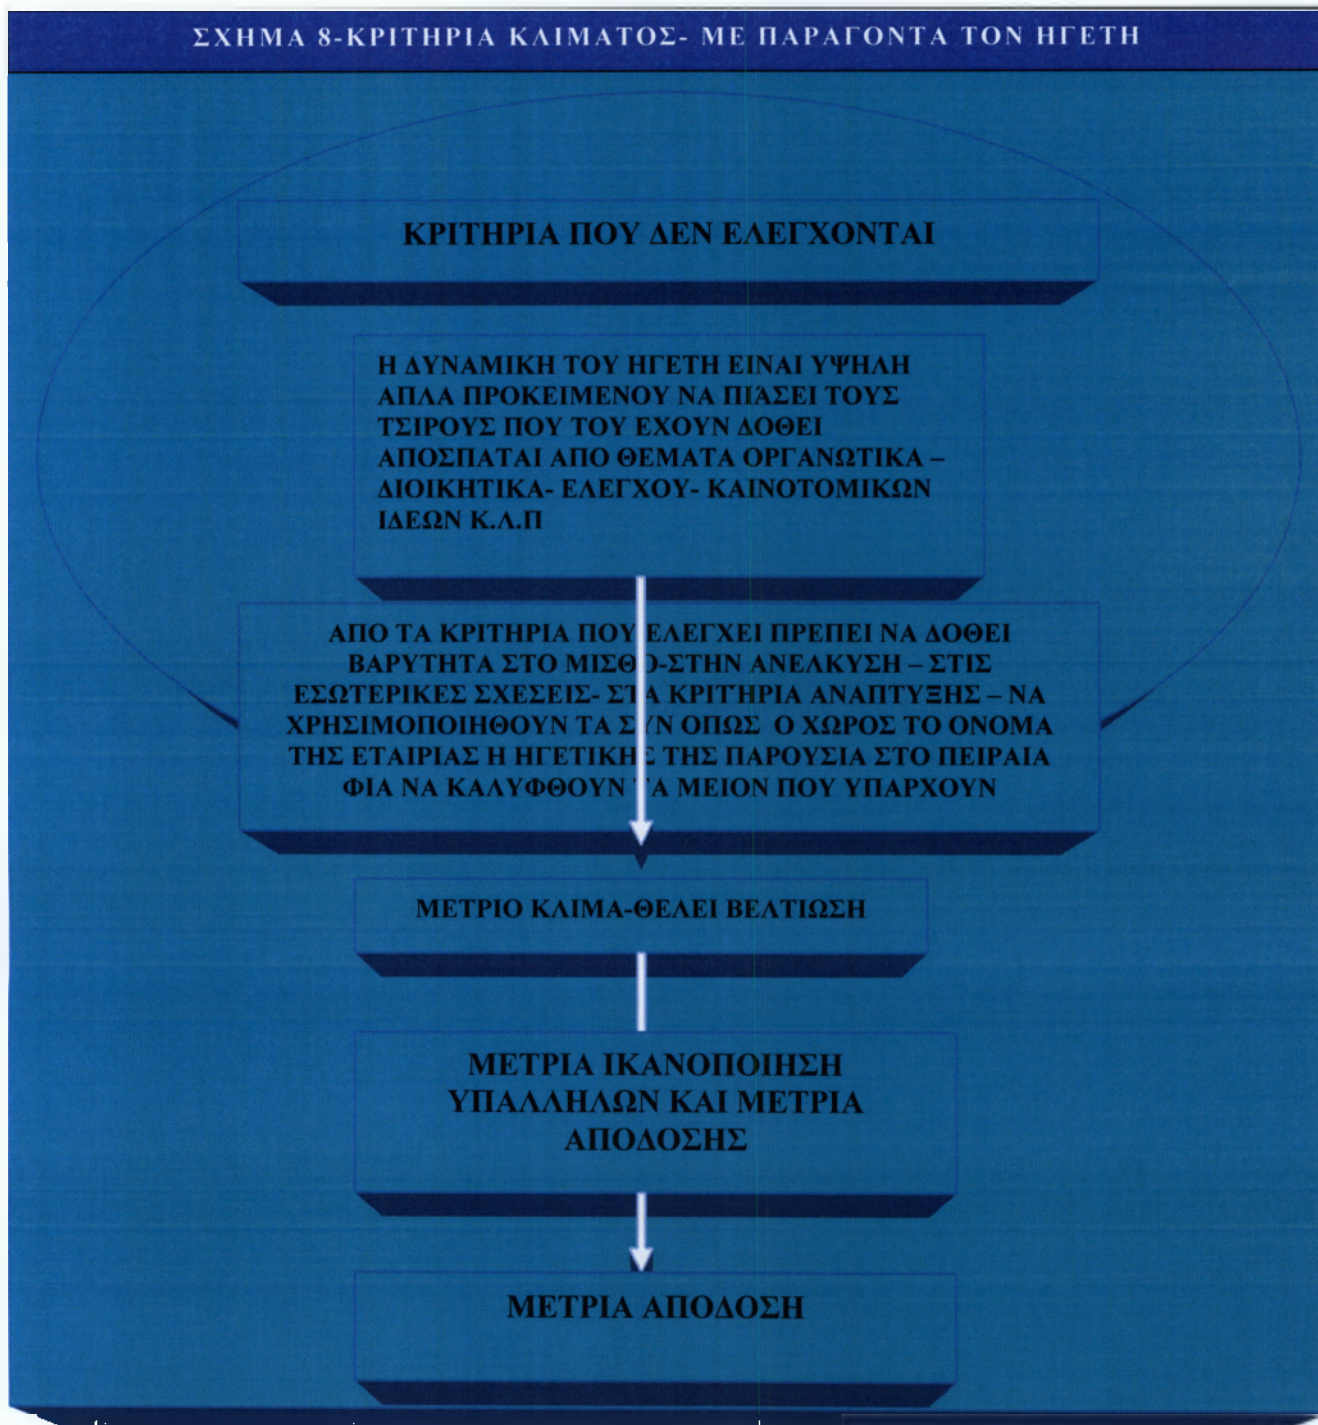 ΣΧΗΜΑ 8-ΚΡΙΤΗΡΙΑ ΚΛΙΜΑΤΟΣ- ΜΕ ΠΑΡΑΓΟΝΤΑ ΤΟΝ ΗΓΕΤΗ
ΚΡΙΤΗΡΙΑ ΠΟΥ ΔΕΝ ΕΛΕΓΧΟΝΤΑΙ
Η ΔΥΝΑΜΙΚΗ ΤΟΥ ΗΓΕΤΗ ΕΙΝΑΙ ΥΨΗΛΗ
ΑΠΛΑ ΠΡΟΚΕΙΜΕΝΟΥ ΝΑ ΠΙΆΣΕΙ ΤΟΥΣ
ΤΣΙΡΟΥΣ ΠΟΥ ΤΟΥ ΕΧΟΥΝ ΔΟΘΕΙ
ΑΠΟΣΠΑΤΑΙ ΑΠΟ ΘΕΜΑΤΑ ΟΡΓΑΝΩΤΙΚΑ –
ΔΙΟΙΚΗΤΙΚΑ- ΕΛΕΓΧΟΥ- ΚΑΙΝΟΤΟΜΙΚΩΝ
ΙΔΕΩΝ Κ.Λ.Π
ΑΠΟ ΤΑ ΚΡΙΤΗΡΙΑ ΠΟΥ ΕΛΕΓΧΕΙ ΠΡΕΠΕΙ ΝΑ ΔΟΘΕΙ
ΒΑΡΥΤΗΤΑ ΣΤΟ ΜΙΣΘΟ-ΣΤΗΝ ΑΝΕΛΚΥΣΗ – ΣΤΙΣ
ΕΣΩΤΕΡΙΚΕΣ ΣΧΕΣΕΙΣ- ΣΤΑ ΚΡΙΤΉΡΙΑ ΑΝΑΠΤΥΞΗΣ – ΝΑ
ΧΡΗΣΙΜΟΠΟΙΗΘΟΥΝ ΤΑ ΣΥΝ ΟΠΩΣ Ο ΧΩΡΟΣ ΤΟ ΟΝΟΜΑ
ΤΗΣ ΕΤΑΙΡΙΑΣ Η ΗΓΕΤΙΚΗΣ ΤΗΣ ΠΑΡΟΥΣΙΑ ΣΤΟ ΠΕΙΡΑΙΑ
ΦΙΑ ΝΑ ΚΑΛΥΦΘΟΥΝ ΤΑ ΜΕΙΟΝ ΠΟΥ ΥΠΑΡΧΟΥΝ
ΜΕΤΡΙΟ ΚΛΙΜΑ-ΘΕΛΕΙ ΒΕΛΤΙΩΣΗ
ΜΕΤΡΙΑ ΙΚΑΝΟΠΟΙΗΣΗ
ΥΠΑΛΛΗΛΩΝ ΚΑΙ ΜΕΤΡΙΑ
ΑΠΟΔΟΣΗΣ
ΜΕΤΡΙΑ ΑΠΟΔΟΣΗ